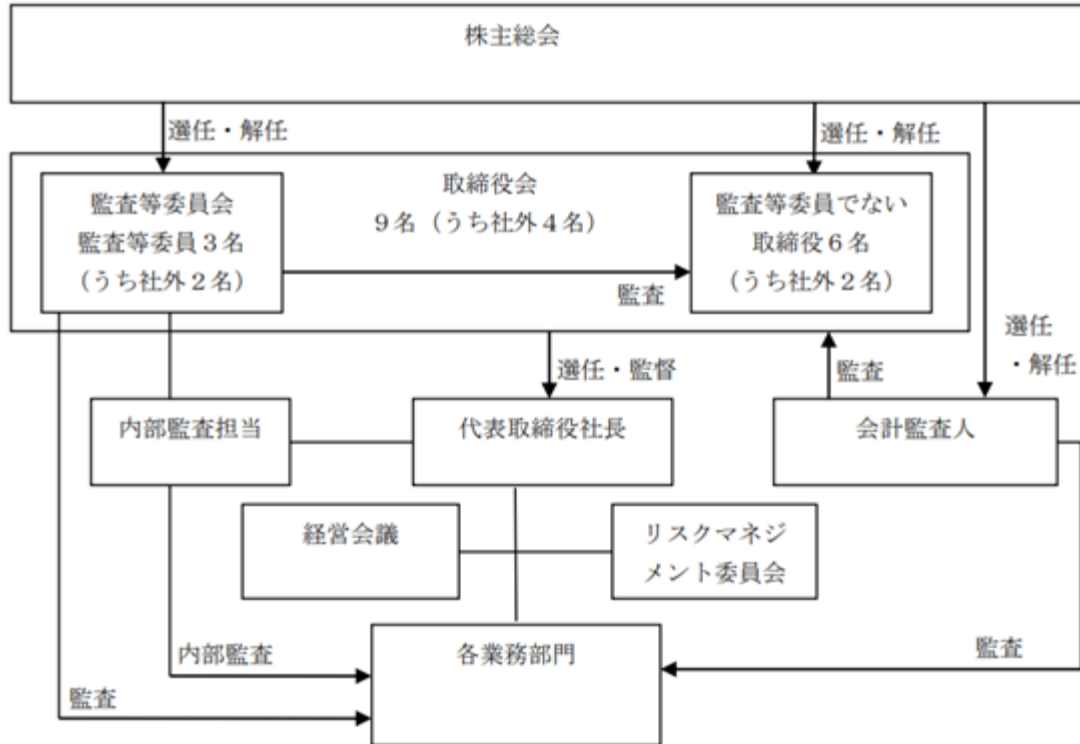 株主総会
選任・解任
選任・解任
取締役会
9名(うち社外4名)
監査等委員会
監査等委員3名
(うち社外2名)
監査等委員でない
取締役6名
(うち社外2名)
監査
選任・監督
監査
選任
・解任
内部監査担当
代表取締役社長
会計監査人
経営会議
リスクマネジ
メント委員会
各業務部門
内部監査
監査
監査